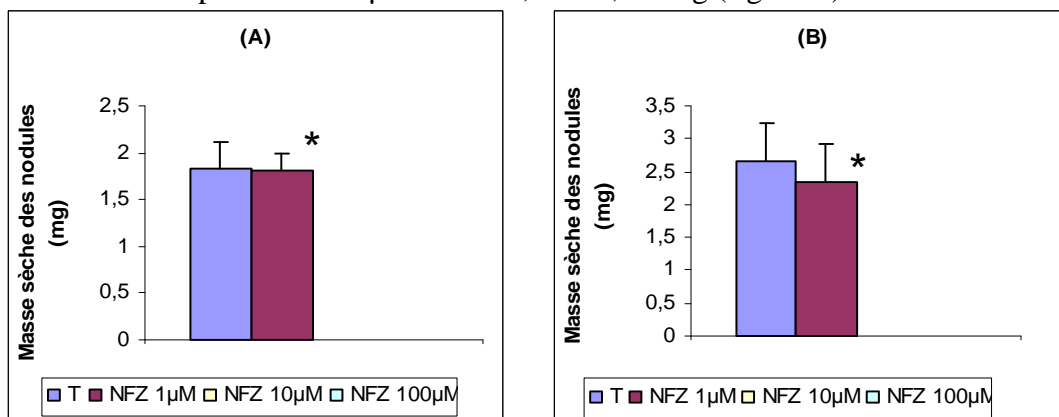 (A)
Masse sèche des nodules
(mg)
2,5
2
1,5
1
0,5
0
*
T NFZ 1µM NFZ 10µM NFZ 100µM
(B)
Masse sèche des nodules
(mg)
3,5
3
2,5
2
1,5
1
0,5
0
*
T NFZ 1µM NFZ 10µM NFZ 100µM